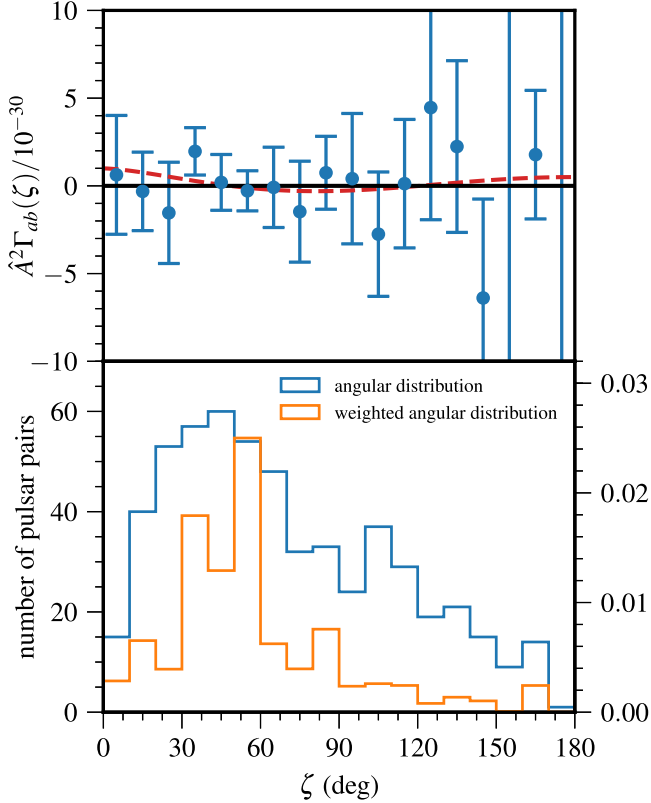 10
5
0
−5
−10
Â²Γab(ζ)/10⁻³⁰
angular distribution
weighted angular distribution
60
40
20
0
number of pulsar pairs
0.03
0.02
0.01
0.00
0 30 60 90 120 150 180
ζ (deg)